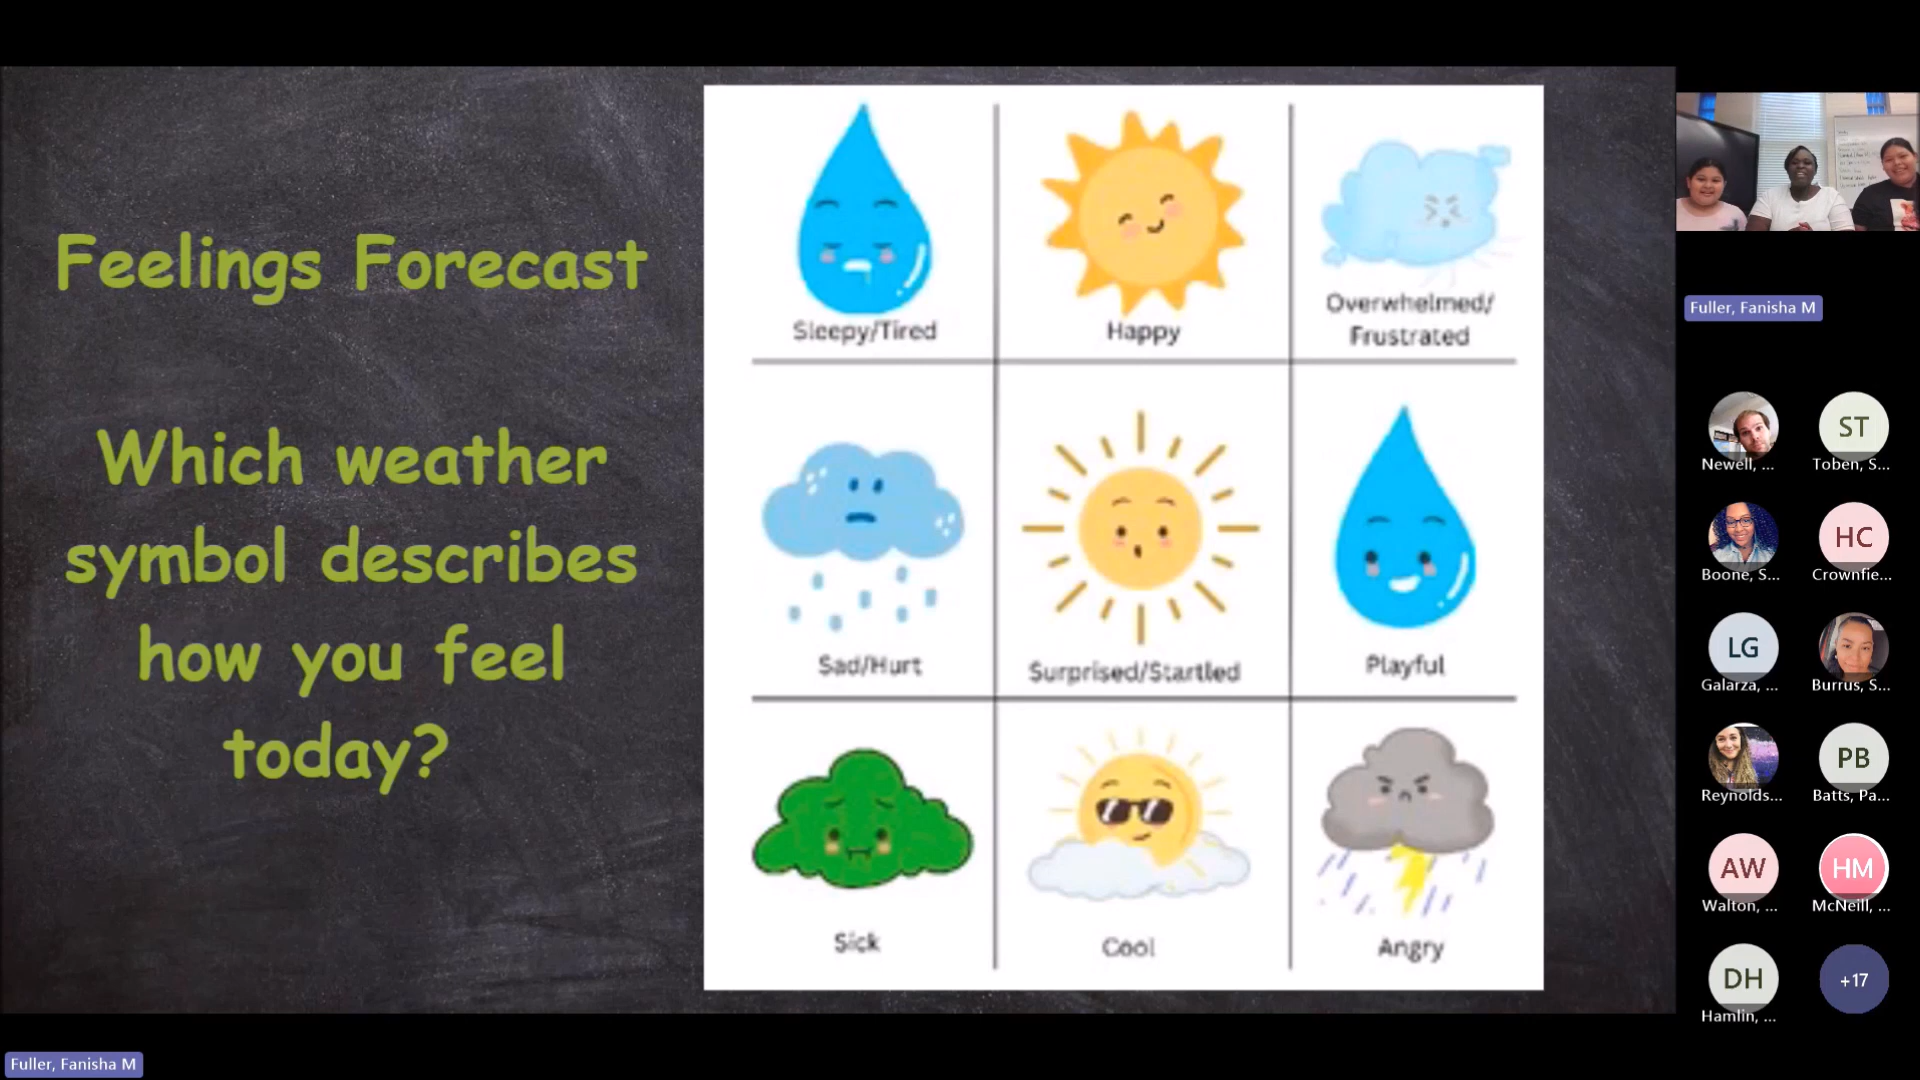 Feelings Forecast
Which weather
symbol describes
how you feel
today?
Sleepy/Tired
Happy
Overwhelmed/
Frustrated
Sad/Hurt
Surprised/Startled
Playful
Sick
Cool
Angry
Fuller, Fanisha M
ST
Newell, ...
Toben, S...
HC
Boone, S...
Crownfie...
LG
Galarza, ...
Burrus, S...
PB
Reynolds...
Batts, Pa...
AW
HM
Walton, ...
McNeill, ...
DH
+17
Hamlin, ...
Fuller, Fanisha M